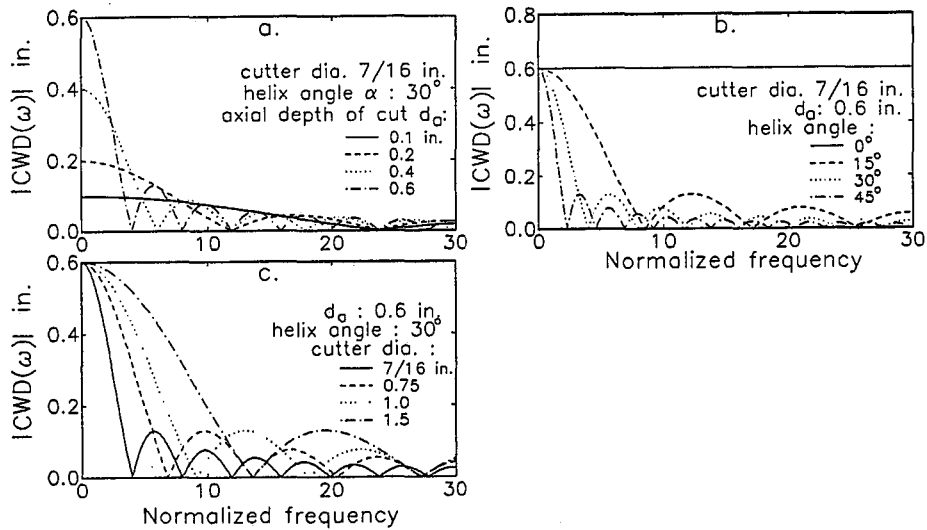 a.
|CWD(ω)| in.
0.6
0.4
0.2
0.0
cutter dia. 7/16 in.
helix angle α : 30°
axial depth of cut dₐ:
0.1 in.
0.2
0.4
0.6
0
10
20
30
b.
|CWD(ω)| in.
0.8
0.6
0.4
0.2
0.0
cutter dia. 7/16 in.
dₐ: 0.6 in.
helix angle :
0°
15°
30°
45°
0
10
20
30
Normalized frequency
c.
|CWD(ω)| in.
0.6
0.4
0.2
0.0
dₐ : 0.6 in.
helix angle : 30°
cutter dia. :
7/16 in.
0.75
1.0
1.5
0
10
20
30
Normalized frequency